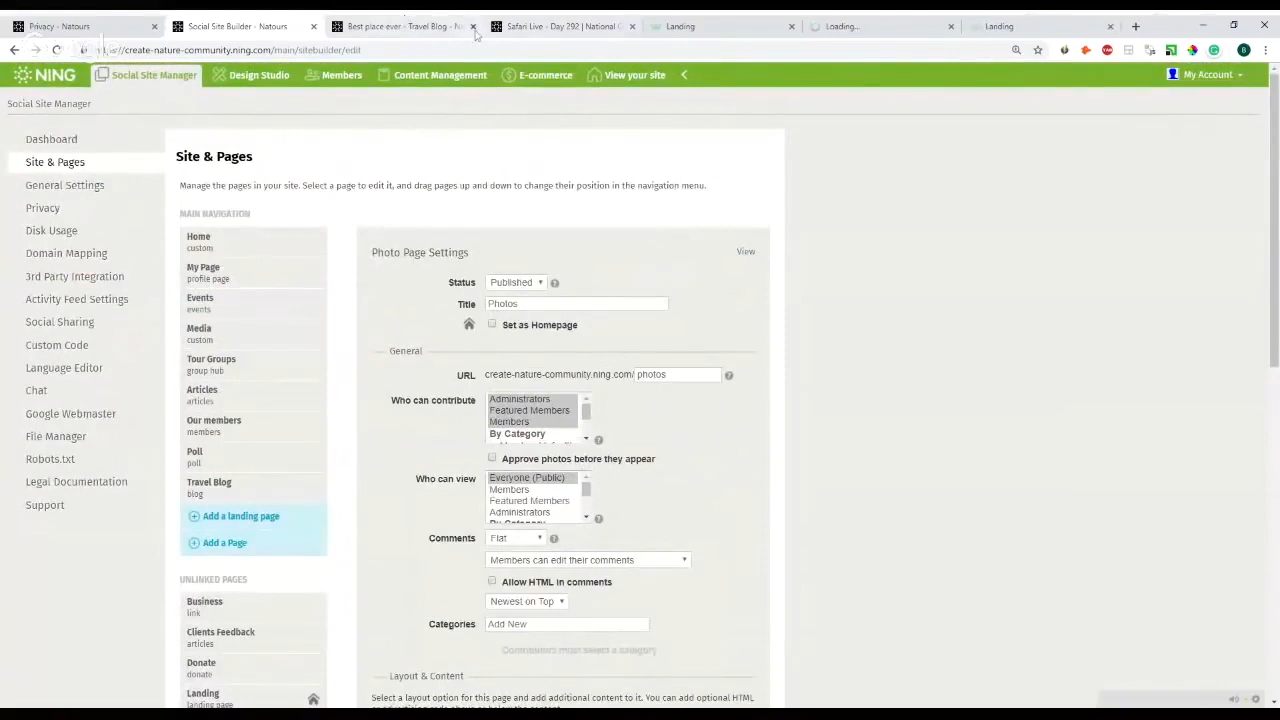 Privacy - Natours
Social Site Builder - Natours
Best place ever - Travel Blog - Na
Safari Live - Day 292 | National G
Landing
Loading...
Landing
create-nature-community.ning.com/main/sitebuilder/edit
NING
Social Site Manager
Design Studio
Members
Content Management
E-commerce
View your site
My Account
Social Site Manager
Dashboard
Site & Pages
General Settings
Privacy
Disk Usage
Domain Mapping
3rd Party Integration
Activity Feed Settings
Social Sharing
Custom Code
Language Editor
Chat
Google Webmaster
File Manager
Robots.txt
Legal Documentation
Support
Site & Pages
Manage the pages in your site. Select a page to edit it, and drag pages up and down to change their position in the navigation menu.
MAIN NAVIGATION
Home
custom
My Page
profile page
Events
events
Media
custom
Tour Groups
group hub
Articles
articles
Our members
members
Poll
poll
Travel Blog
blog
Add a landing page
Add a Page
UNLINKED PAGES
Business
link
Clients Feedback
articles
Donate
donate
Landing
landing page
Photo Page Settings
View
Status Published
Title Photos
Set as Homepage
General
URL create-nature-community.ning.com/ photos
Who can contribute
Administrators
Featured Members
Members
By Category
Approve photos before they appear
Who can view
Everyone (Public)
Members
Featured Members
Administrators
By Category
Comments Flat
Members can edit their comments
Allow HTML in comments
Newest on Top
Categories Add New
Contributors must select a category
Layout & Content
Select a layout option for this page and add additional content to it. You can add optional HTML